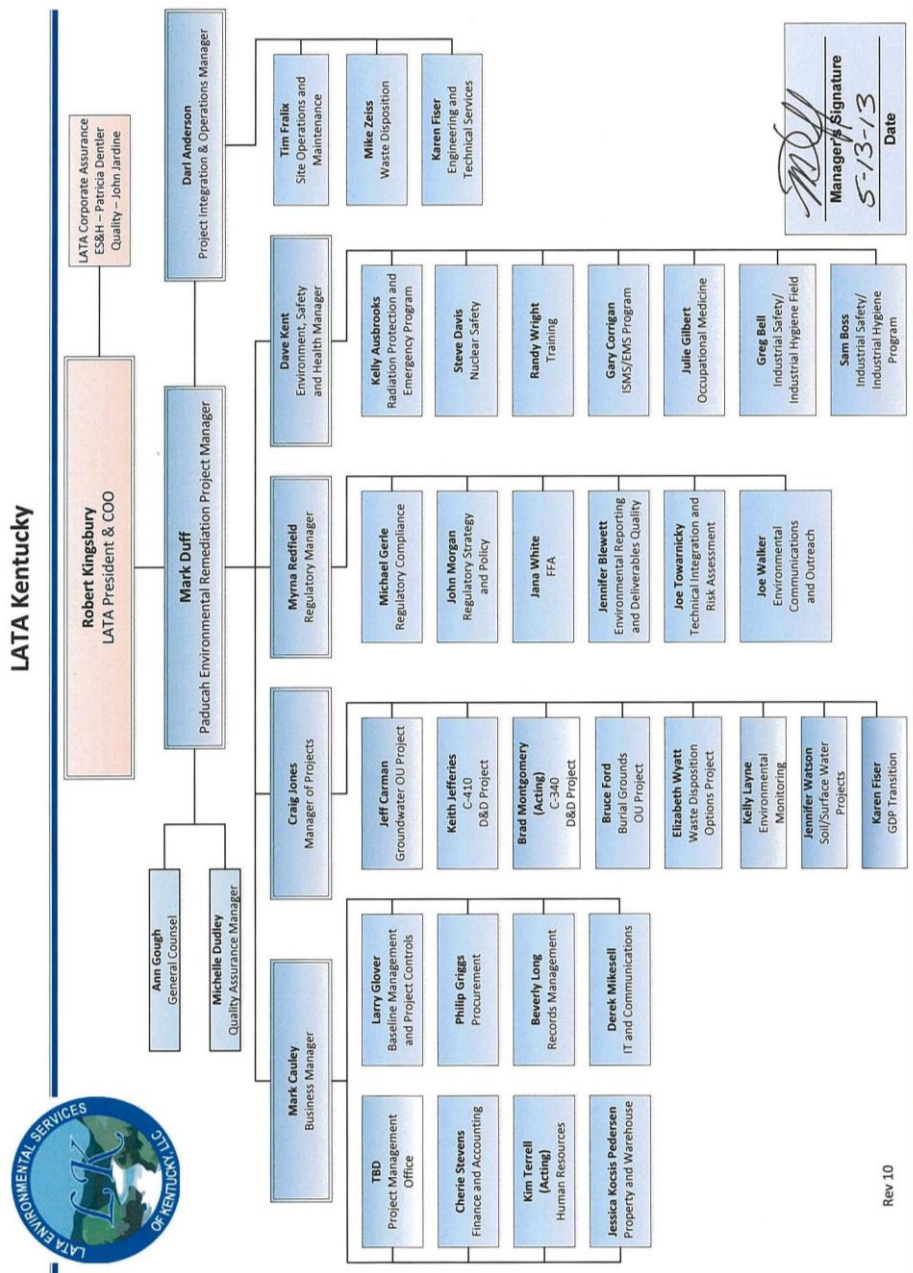 LATA Kentucky
LATA ENVIRONMENTAL SERVICES
OF KENTUCKY, LLC
LK
Robert Kingsbury
LATA President & COO
LATA Corporate Assurance
ES&H – Patricia Dentler
Quality – John Jardine
Mark Duff
Paducah Environmental Remediation Project Manager
Darl Anderson
Project Integration & Operations Manager
Ann Gough
General Counsel
Michelle Dudley
Quality Assurance Manager
Mark Cauley
Business Manager
TBD
Project Management
Office
Cherie Stevens
Finance and Accounting
Kim Terrell
(Acting)
Human Resources
Jessica Kocsis Pedersen
Property and Warehouse
Larry Glover
Baseline Management
and Project Controls
Philip Griggs
Procurement
Beverly Long
Records Management
Derek Mikesell
IT and Communications
Craig Jones
Manager of Projects
Jeff Carman
Groundwater OU Project
Keith Jefferies
C-410
D&D Project
Brad Montgomery
(Acting)
C-340
D&D Project
Bruce Ford
Burial Grounds
OU Project
Elizabeth Wyatt
Waste Disposition
Options Project
Kelly Layne
Environmental
Monitoring
Jennifer Watson
Soil/Surface Water
Projects
Karen Fiser
GDP Transition
Myrna Redfield
Regulatory Manager
Michael Gerle
Regulatory Compliance
John Morgan
Regulatory Strategy
and Policy
Jana White
FFA
Jennifer Blewett
Environmental Reporting
and Deliverables Quality
Joe Towarnicky
Technical Integration and
Risk Assessment
Joe Walker
Environmental
Communications
and Outreach
Dave Kent
Environment, Safety
and Health Manager
Kelly Ausbrooks
Radiation Protection and
Emergency Program
Steve Davis
Nuclear Safety
Randy Wright
Training
Gary Corrigan
ISMS/EMS Program
Julie Gilbert
Occupational Medicine
Greg Bell
Industrial Safety/
Industrial Hygiene Field
Sam Boss
Industrial Safety/
Industrial Hygiene
Program
Tim Fralix
Site Operations and
Maintenance
Mike Zeiss
Waste Disposition
Karen Fiser
Engineering and
Technical Services
Manager's Signature
5-13-13
Date
Rev 10